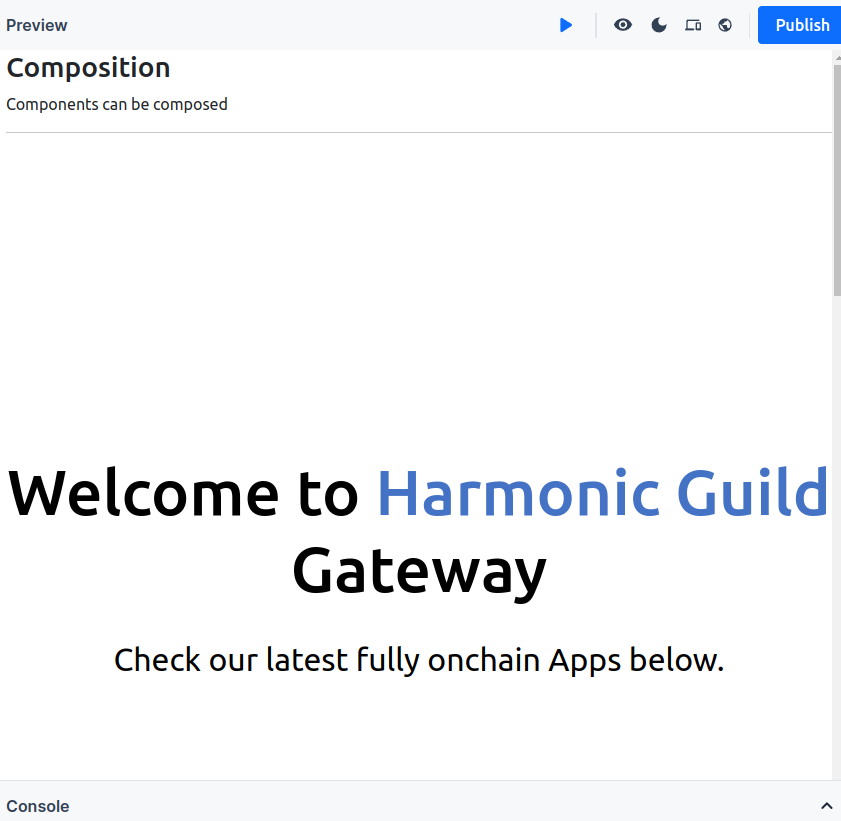 Preview
Publish
Composition
Components can be composed
Welcome to Harmonic Guild
Gateway
Check our latest fully onchain Apps below.
Console